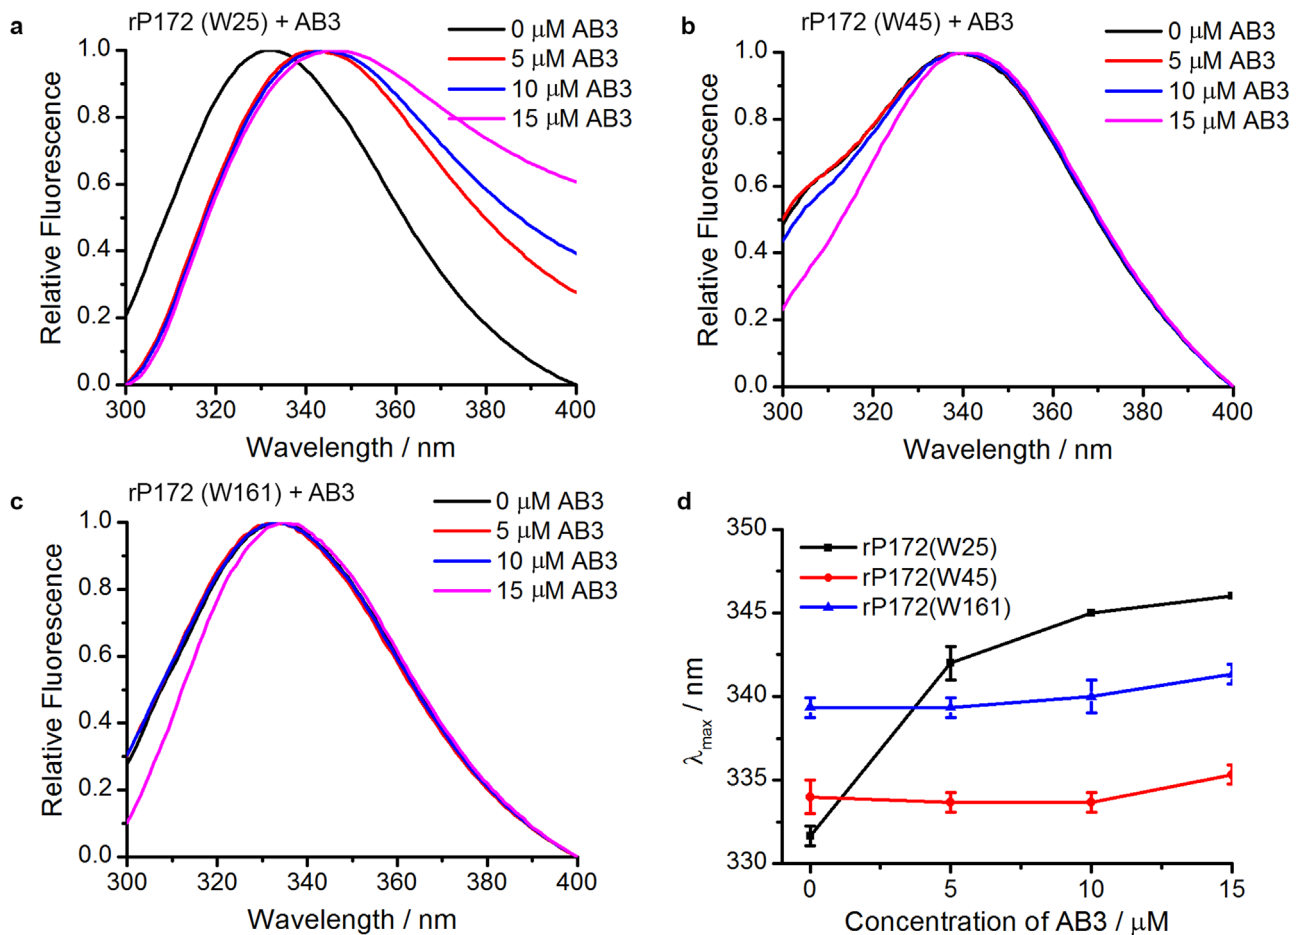 a
rP172 (W25) + AB3
0 μM AB3
5 μM AB3
10 μM AB3
15 μM AB3
1.0
0.8
0.6
0.4
0.2
0.0
Relative Fluorescence
300 320 340 360 380 400
Wavelength / nm
b
rP172 (W45) + AB3
0 μM AB3
5 μM AB3
10 μM AB3
15 μM AB3
1.0
0.8
0.6
0.4
0.2
0.0
Relative Fluorescence
300 320 340 360 380 400
Wavelength / nm
c
rP172 (W161) + AB3
0 μM AB3
5 μM AB3
10 μM AB3
15 μM AB3
1.0
0.8
0.6
0.4
0.2
0.0
Relative Fluorescence
300 320 340 360 380 400
Wavelength / nm
d
rP172(W25)
rP172(W45)
rP172(W161)
350
345
340
335
330
λmax / nm
0 5 10 15
Concentration of AB3 / μM